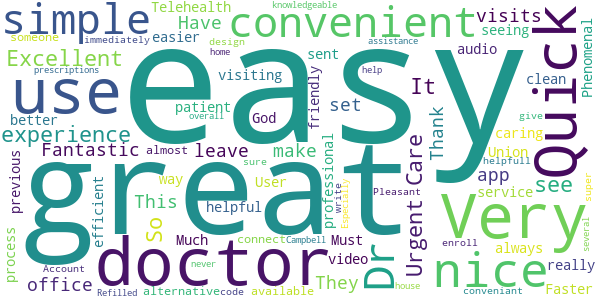 Telehealth
knowledgeable
simple
someone
immediately
easier
Have
convenient
design
home
assistance
visits
seeing
Excellent
prescriptions
use
easy
sent
visiting
audio
help
Phenomenal
Quick
better
overall
patient
God
friendly
set
It
clean
give
experience
Thank
caring
Union
helpfull
Fantastic
almost
leave
make
sure
professional
Urgent
Care
app
see
previous
great
efficient
way
User
This
write
Pleasant
Especially
service
super
So
helpful
Very
always
process
doctor
Much
connect
Campbell
Must
Dr
nice
enroll
really
several
office
Account
Refilled
never
alternative
code
They
video
available
house
conveniant
Faster